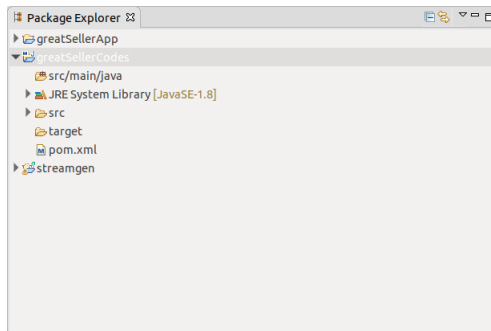 Package Explorer
greatSellerApp
greatSellerCodes
src/main/java
JRE System Library [JavaSE-1.8]
src
target
pom.xml
streamgen